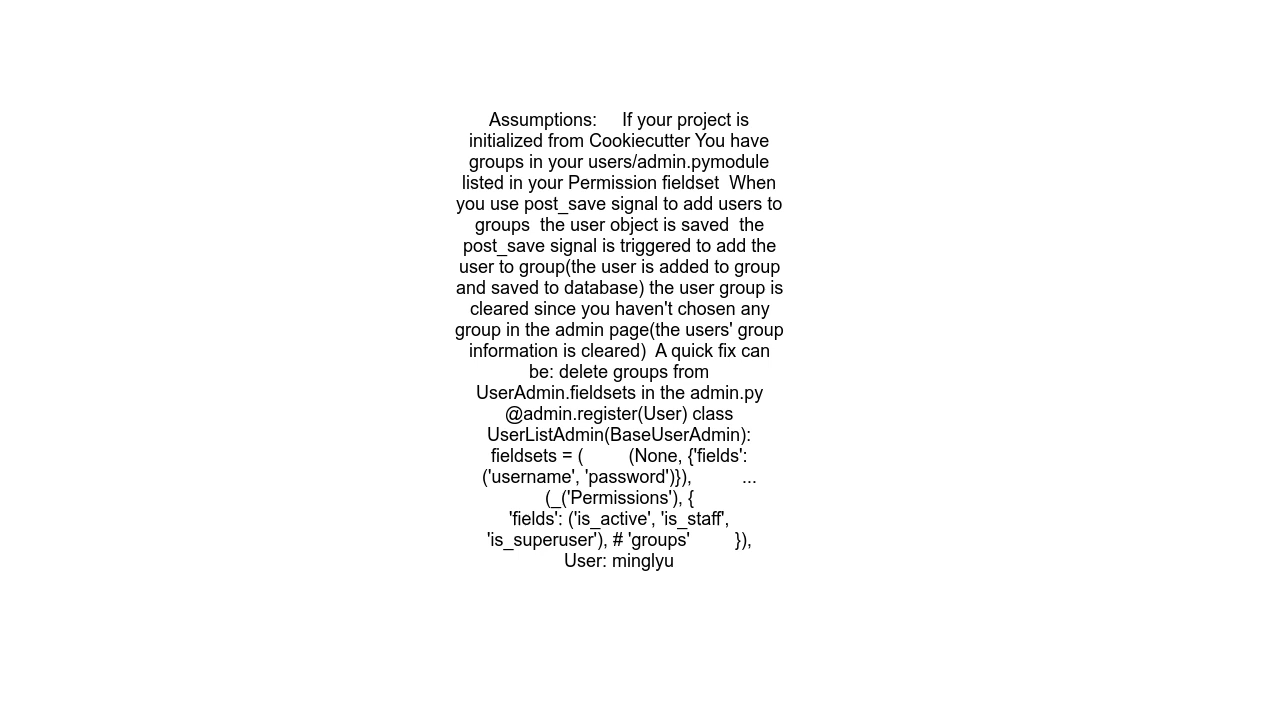 Assumptions:     If your project is
initialized from Cookiecutter You have
groups in your users/admin.pymodule
listed in your Permission fieldset  When
you use post_save signal to add users to
groups  the user object is saved  the
post_save signal is triggered to add the
user to group(the user is added to group
and saved to database) the user group is
cleared since you haven't chosen any
group in the admin page(the users' group
information is cleared)  A quick fix can
be: delete groups from
UserAdmin.fieldsets in the admin.py
@admin.register(User) class
UserListAdmin(BaseUserAdmin):
fieldsets = (         (None, {'fields':
('username', 'password')}),          ...
(_('Permissions'), {
'fields': ('is_active', 'is_staff',
'is_superuser'), # 'groups'         }),
User: minglyu